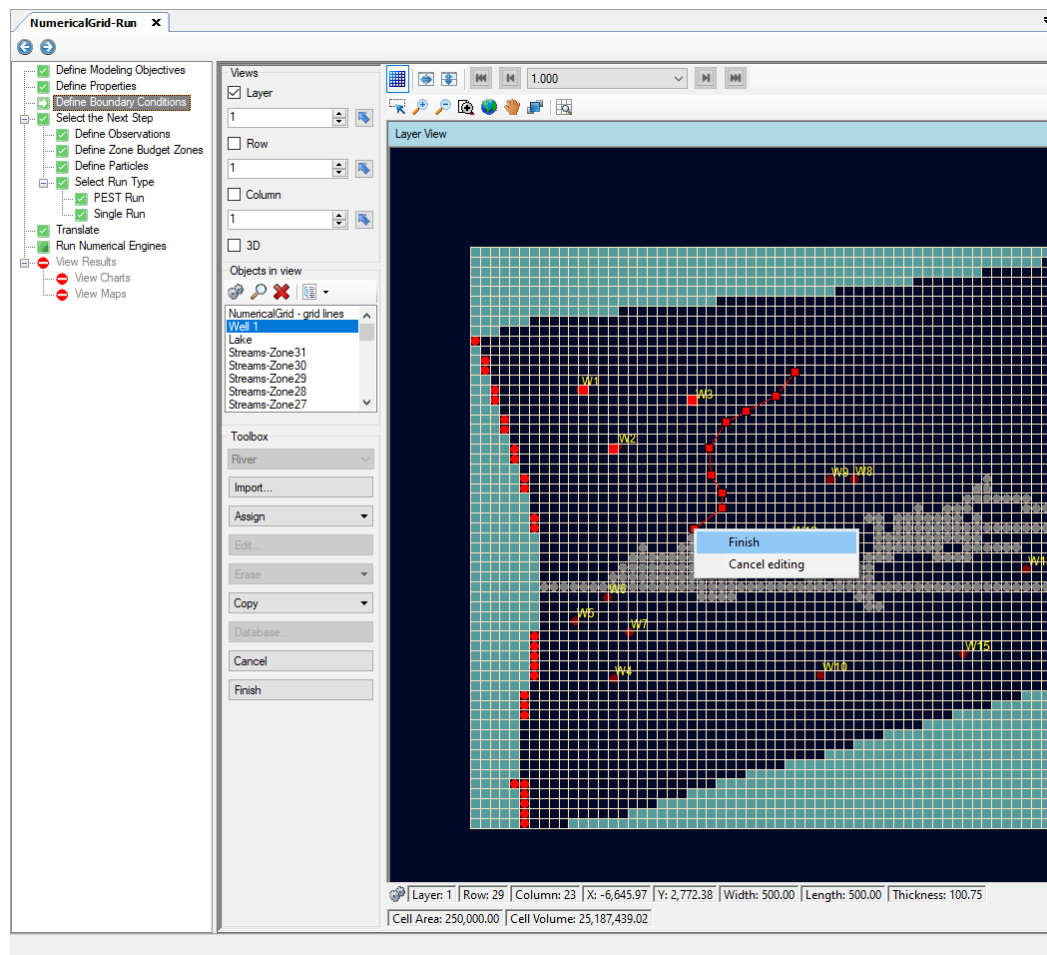 NumericalGrid-Run
Define Modeling Objectives
Define Properties
Define Boundary Conditions
Select the Next Step
Define Observations
Define Zone Budget Zones
Define Particles
Select Run Type
PEST Run
Single Run
Translate
Run Numerical Engines
View Results
View Charts
View Maps
Views
Layer
1
Row
1
Column
1
3D
Objects in view
NumericalGrid - grid lines
Well 1
Lake
Streams-Zone31
Streams-Zone30
Streams-Zone29
Streams-Zone28
Streams-Zone27
Toolbox
River
Import...
Assign
Edit...
Erase
Copy
Database...
Cancel
Finish
1.000
Layer View
W1
W3
W2
W9 W8
Finish
Cancel editing
W6
W5
W7
W4
W10
W15
Layer: 1 Row: 29 Column: 23 X: -6,645.97 Y: 2,772.38 Width: 500.00 Length: 500.00 Thickness: 100.75
Cell Area: 250,000.00 Cell Volume: 25,187,439.02